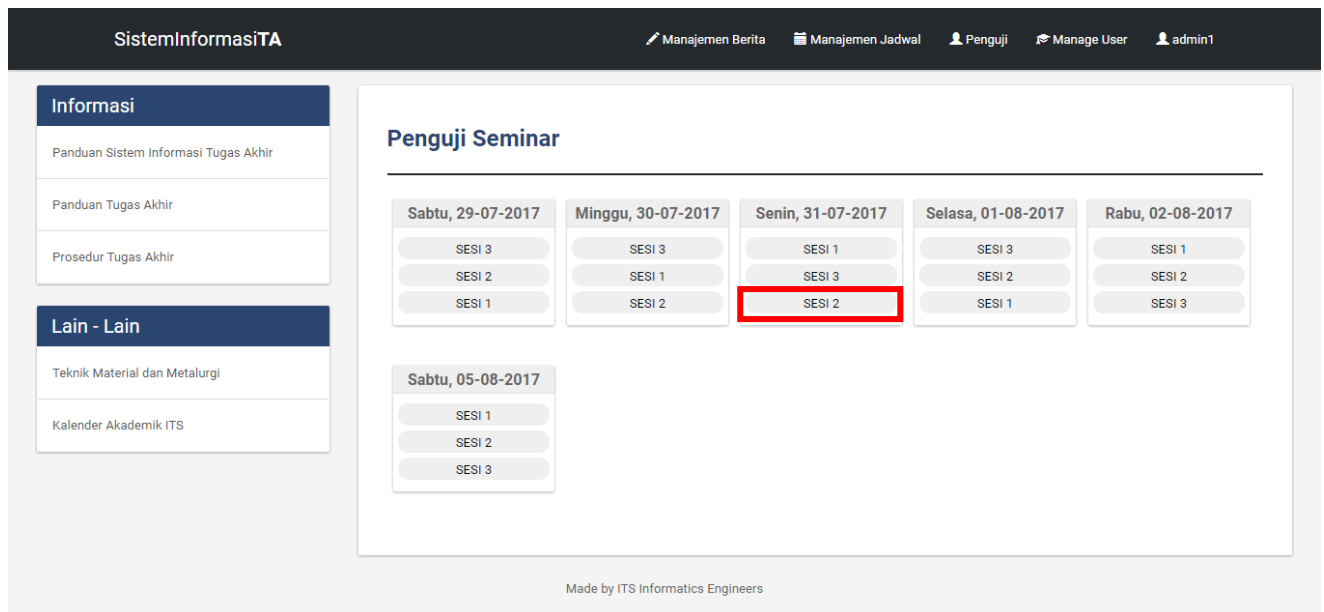 SistemInformasiTA
Manajemen Berita
Manajemen Jadwal
Penguji
Manage User
admin1
Informasi
Panduan Sistem Informasi Tugas Akhir
Panduan Tugas Akhir
Prosedur Tugas Akhir
Lain - Lain
Teknik Material dan Metalurgi
Kalender Akademik ITS
Penguji Seminar
Sabtu, 29-07-2017
SESI 3
SESI 2
SESI 1
Minggu, 30-07-2017
SESI 3
SESI 1
SESI 2
Senin, 31-07-2017
SESI 1
SESI 3
SESI 2
Selasa, 01-08-2017
SESI 3
SESI 2
SESI 1
Rabu, 02-08-2017
SESI 1
SESI 2
SESI 3
Sabtu, 05-08-2017
SESI 1
SESI 2
SESI 3
Made by ITS Informatics Engineers